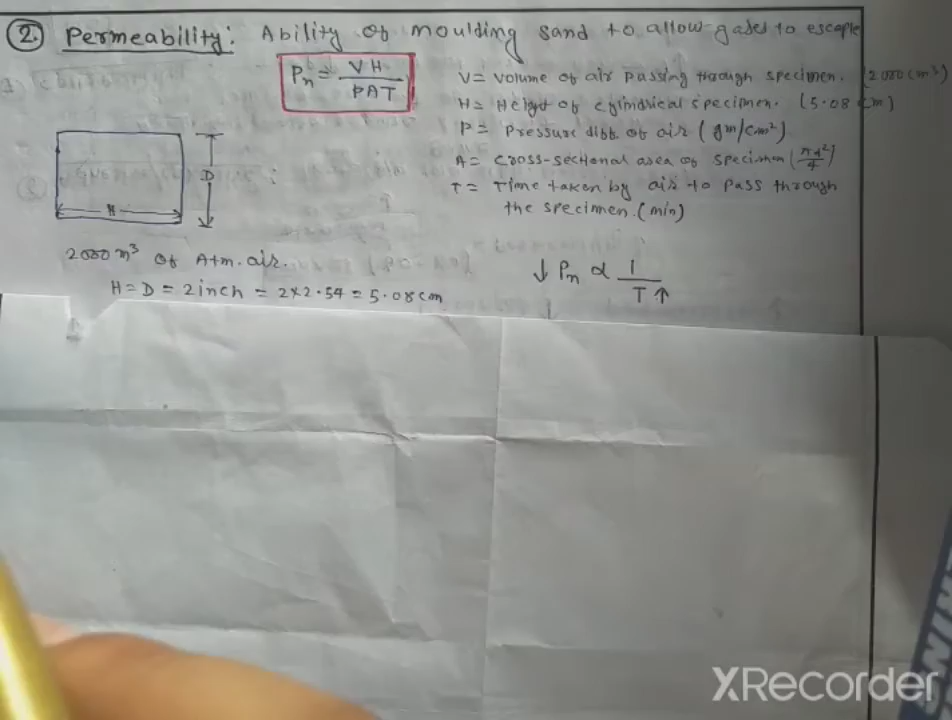 2. Permeability: Ability of moulding sand to allow gases to escape
Pn = VH / PAT
V = Volume of air passing through specimen. (2000 cm³)
H = Height of cylindrical specimen. (5.08 cm)
P = Pressure diff. of air (gm/cm²)
A = cross-sectional area of specimen (πd²/4)
T = Time taken by air to pass through
the specimen. (min)
D
H
2000 m³ of Atm. air.
H = D = 2 inch = 2×2.54 = 5.08 cm
↓ Pn ∝ 1 / T ↑
XRecorder